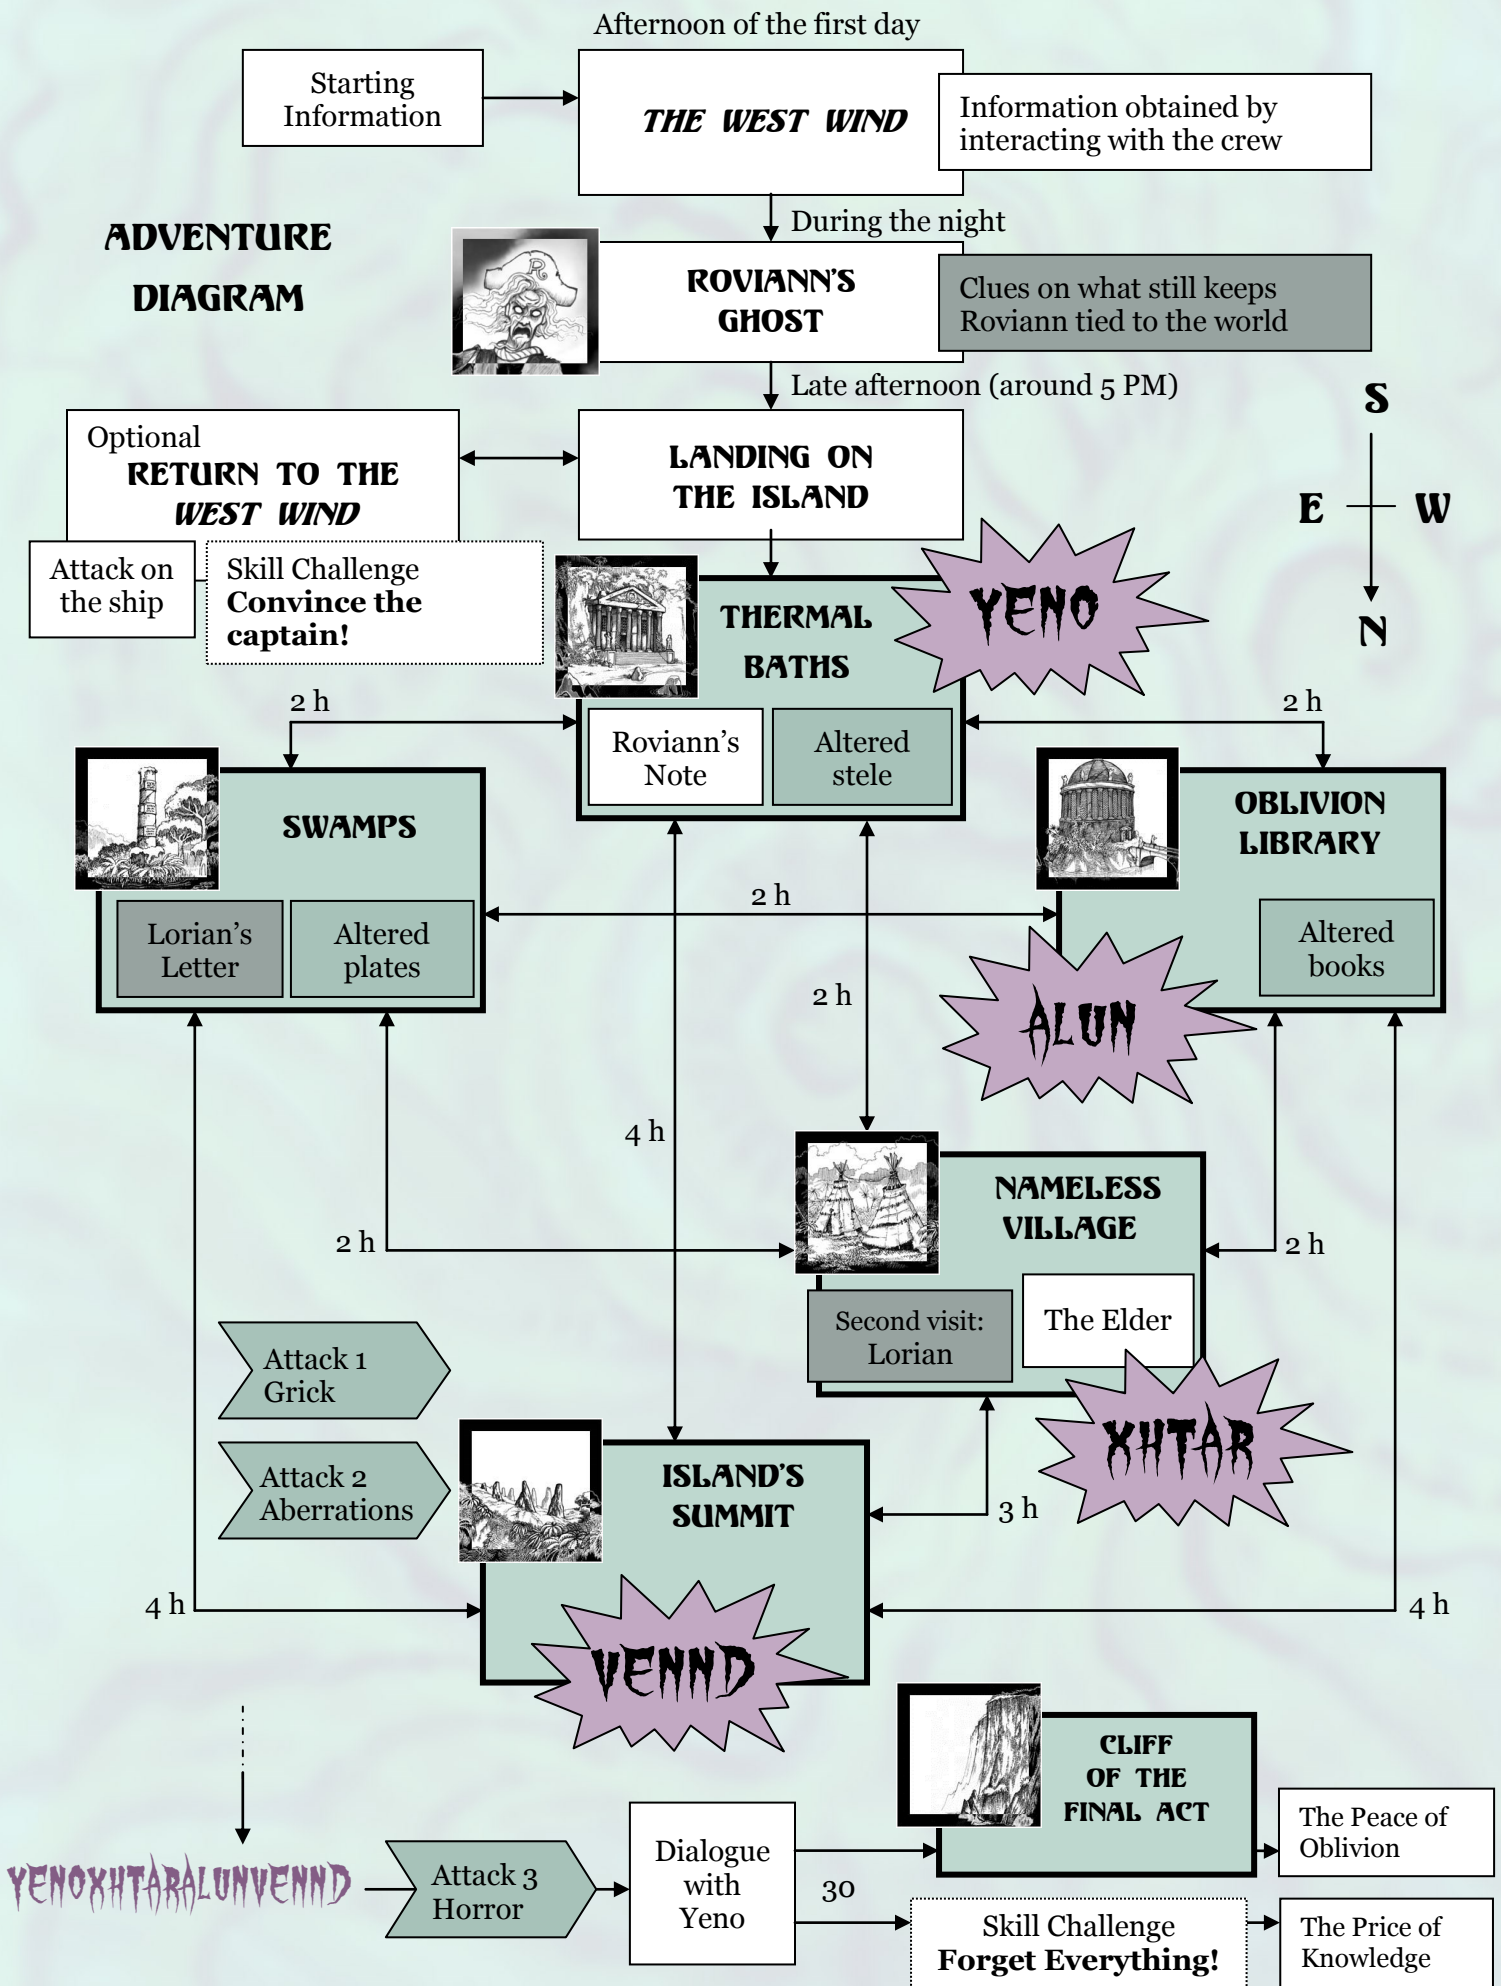 Afternoon of the first day
Starting
Information
THE WEST WIND
Information obtained by
interacting with the crew
ADVENTURE
DIAGRAM
During the night
R
ROVIANN'S
GHOST
Clues on what still keeps
Roviann tied to the world
Late afternoon (around 5 PM)
S
E W
N
Optional
RETURN TO THE
WEST WIND
LANDING ON
THE ISLAND
Attack on
the ship
Skill Challenge
Convince the
captain!
THERMAL
BATHS
YENO
Roviann's
Note
Altered
stele
2 h
2 h
SWAMPS
Lorian's
Letter
Altered
plates
2 h
OBLIVION
LIBRARY
Altered
books
ALUN
2 h
4 h
2 h
NAMELESS
VILLAGE
2 h
Second visit:
Lorian
The Elder
XHTAR
Attack 1
Grick
Attack 2
Aberrations
ISLAND'S
SUMMIT
3 h
4 h
4 h
VENND
CLIFF
OF THE
FINAL ACT
The Peace of
Oblivion
YENOXHTARALUNVENND
Attack 3
Horror
Dialogue
with
Yeno
30
Skill Challenge
Forget Everything!
The Price of
Knowledge